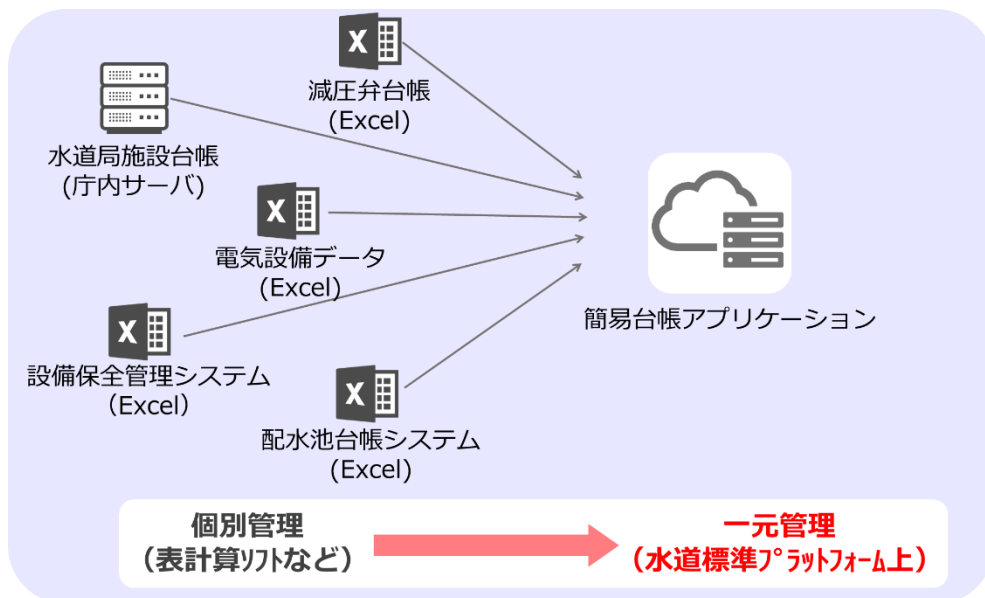 X
減圧弁台帳
(Excel)
水道局施設台帳
(庁内サーバ)
X
電気設備データ
(Excel)
簡易台帳アプリケーション
X
設備保全管理システム
（Excel）
X
配水池台帳システム
(Excel)
個別管理
（表計算ｿﾌﾄなど）
一元管理
（水道標準ﾌﾟﾗｯﾄﾌｫｰﾑ上）